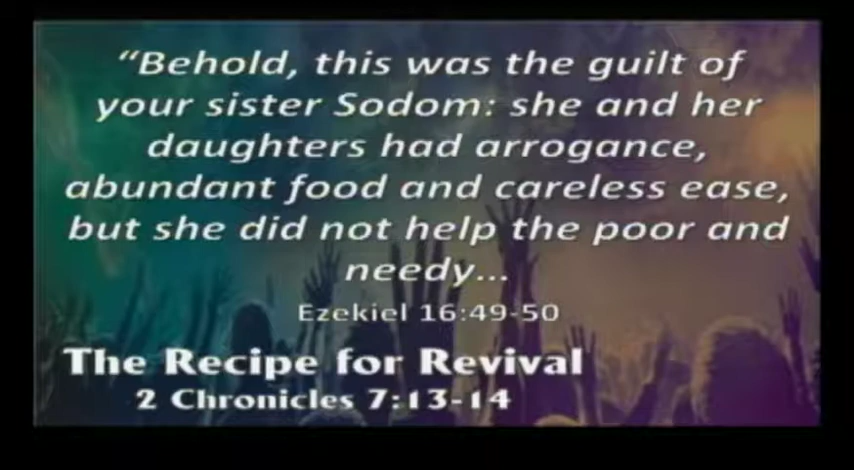 “Behold, this was the guilt of
your sister Sodom: she and her
daughters had arrogance,
abundant food and careless ease,
but she did not help the poor and
needy...
Ezekiel 16:49-50
The Recipe for Revival
2 Chronicles 7:13-14